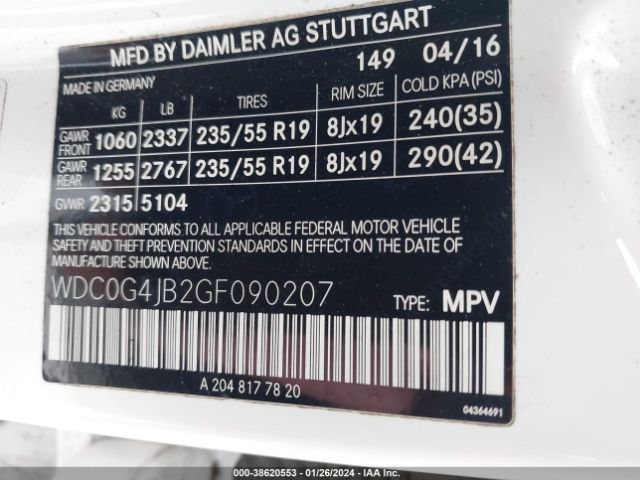 MFD BY DAIMLER AG STUTTGART
149 04/16
MADE IN GERMANY
KG LB TIRES RIM SIZE COLD KPA (PSI)
GAWR FRONT 1060 2337 235/55 R19 8Jx19 240(35)
GAWR REAR 1255 2767 235/55 R19 8Jx19 290(42)
GVWR 2315 5104
THIS VEHICLE CONFORMS TO ALL APPLICABLE FEDERAL MOTOR VEHICLE
SAFETY AND THEFT PREVENTION STANDARDS IN EFFECT ON THE DATE OF
MANUFACTURE SHOWN ABOVE.
WDC0G4JB2GF090207 TYPE: MPV
A 204 817 78 20
04364691
000-38620553 - 01/26/2024 - IAA Inc.